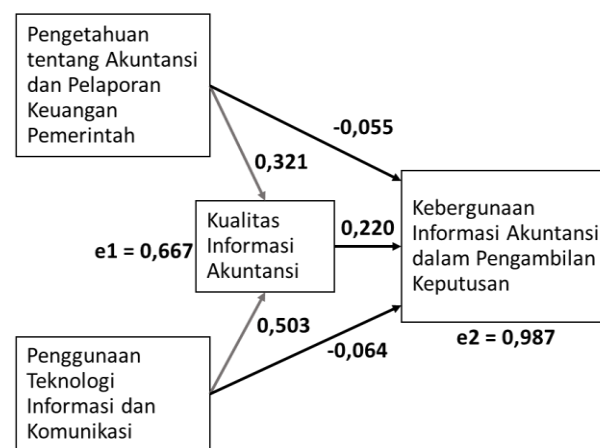 Pengetahuan
tentang Akuntansi
dan Pelaporan
Keuangan
Pemerintah
-0,055
0,321
Kualitas
Informasi
Akuntansi
e1 = 0,667
0,220
Kebergunaan
Informasi Akuntansi
dalam Pengambilan
Keputusan
e2 = 0,987
0,503
-0,064
Penggunaan
Teknologi
Informasi dan
Komunikasi